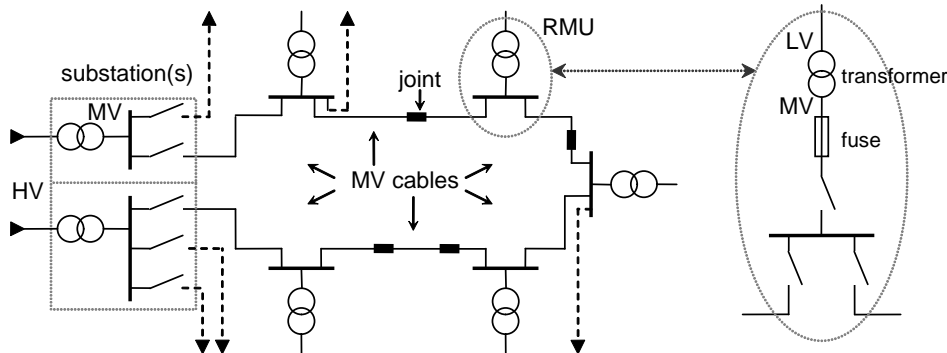 RMU
LV
substation(s)
joint
transformer
MV
MV
fuse
MV cables
HV